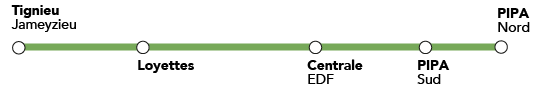 Tignieu
Jameyzieu
Loyettes
Centrale
EDF
PIPA
Sud
PIPA
Nord